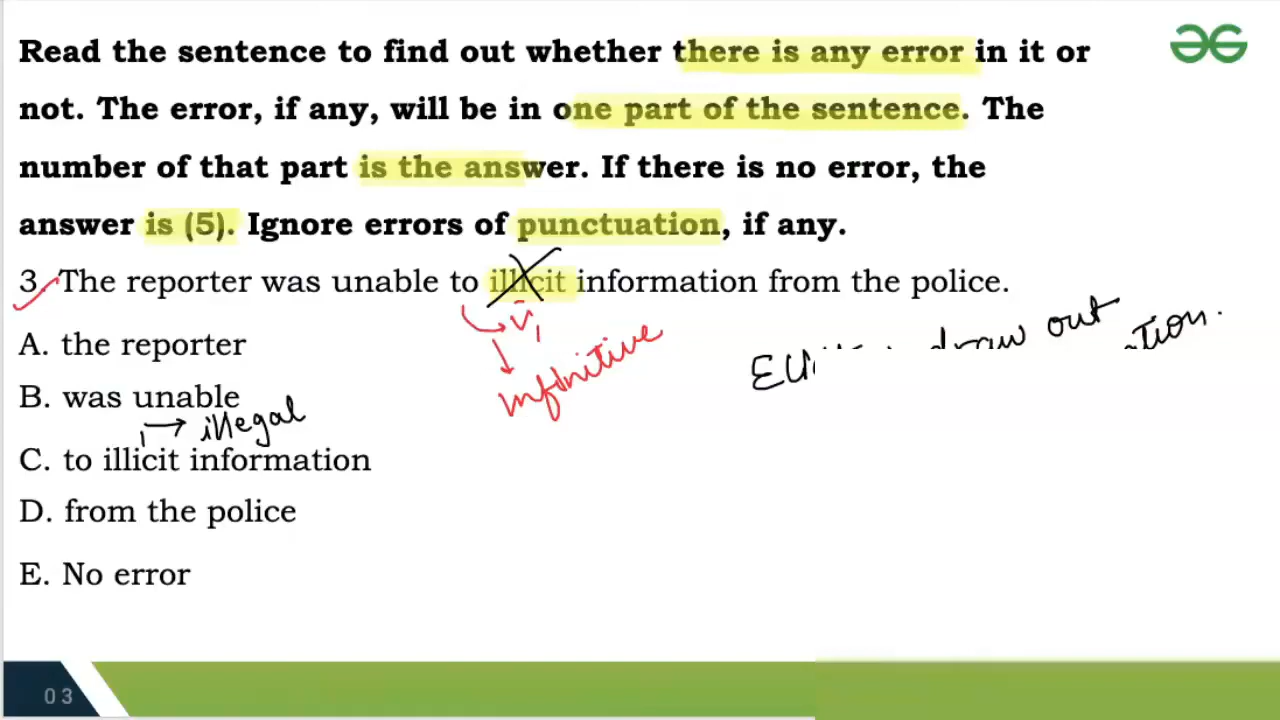 Read the sentence to find out whether there is any error in it or
not. The error, if any, will be in one part of the sentence. The
number of that part is the answer. If there is no error, the
answer is (5). Ignore errors of punctuation, if any.
3. The reporter was unable to illicit information from the police.
V1
infinitive
draw out
A. the reporter
B. was unable
illegal
C. to illicit information
D. from the police
E. No error
03